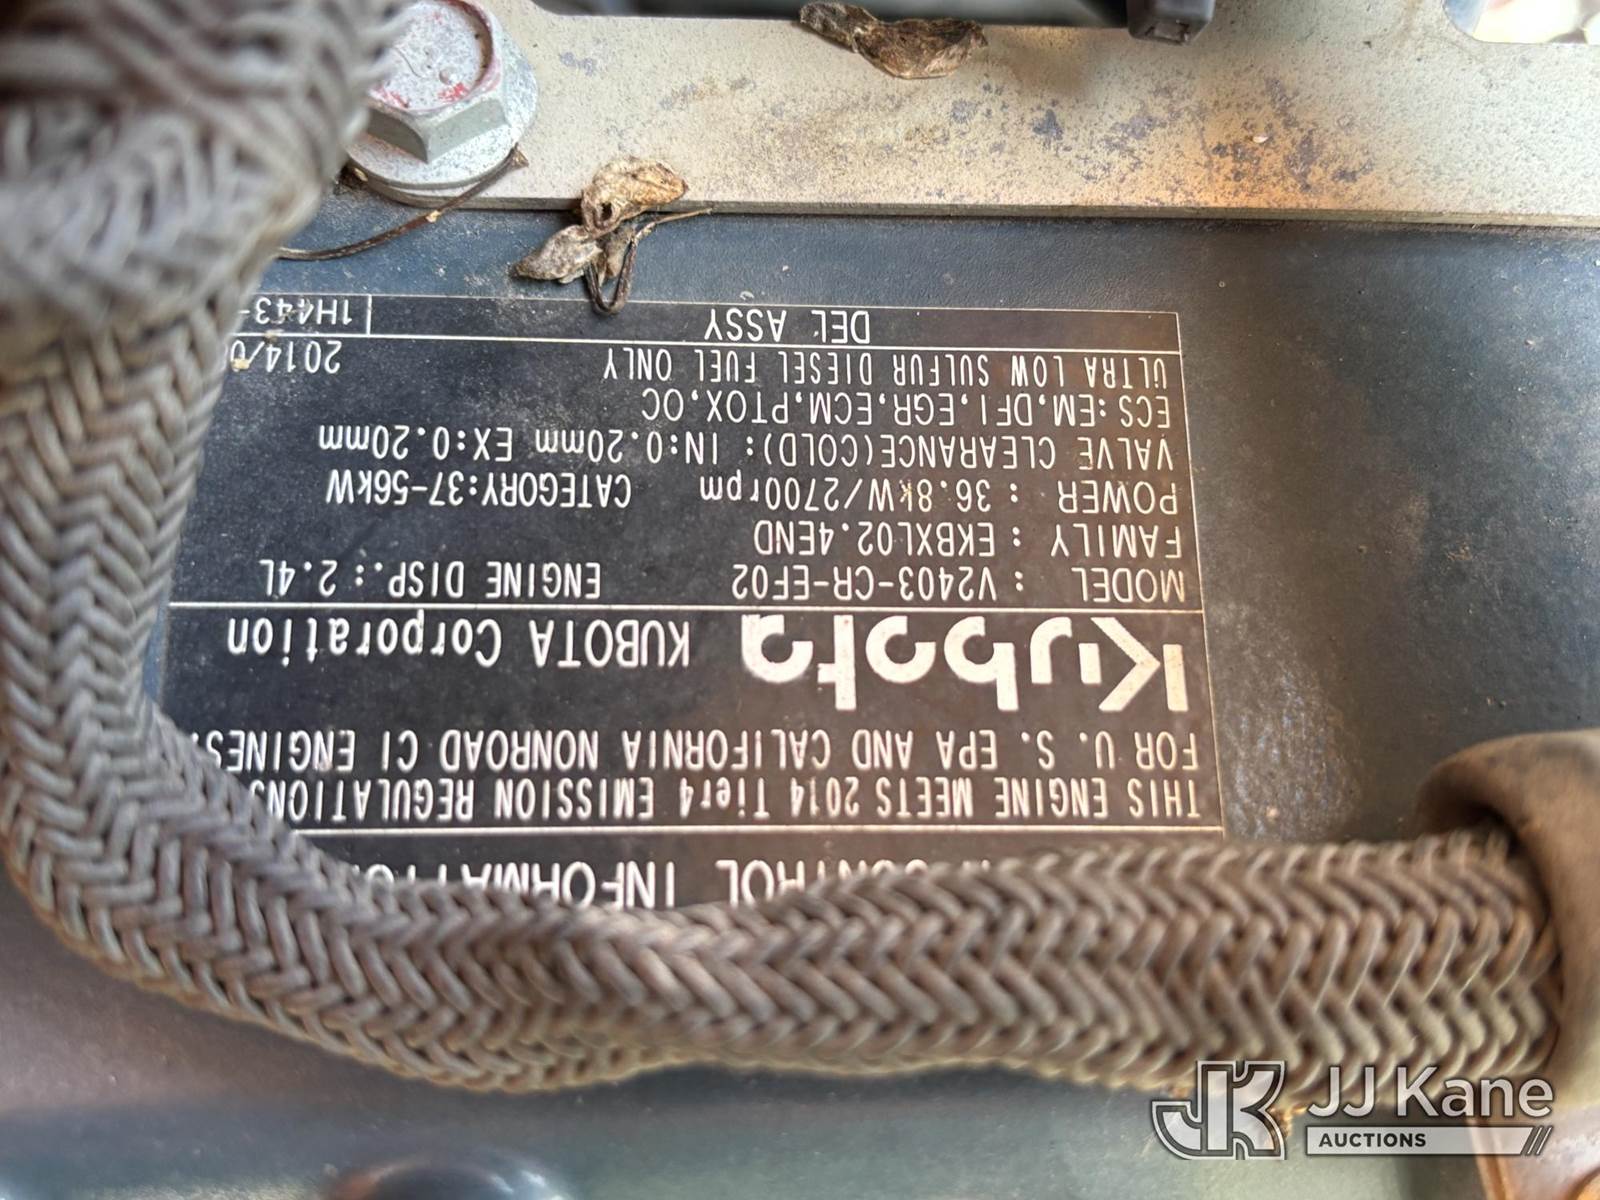 CONTROL INFORMATION
THIS ENGINE MEETS 2014 Tier4 EMISSION REGULATIONS
FOR U. S. EPA AND CALIFORNIA NONROAD CI ENGINES.
Kubota KUBOTA Corporation
MODEL : V2403-CR-EF02 ENGINE DISP.: 2.4L
FAMILY : EKBXL02.4END
POWER : 36.8kW/2700rpm CATEGORY:37-56kW
VALVE CLEARANCE(COLD): IN:0.20mm EX:0.20mm
ECS:EM,DFI,EGR,ECM,PTOX,OC
ULTRA LOW SULFUR DIESEL FUEL ONLY 2014/0
DEL ASSY 1H443-
JK JJ Kane
AUCTIONS